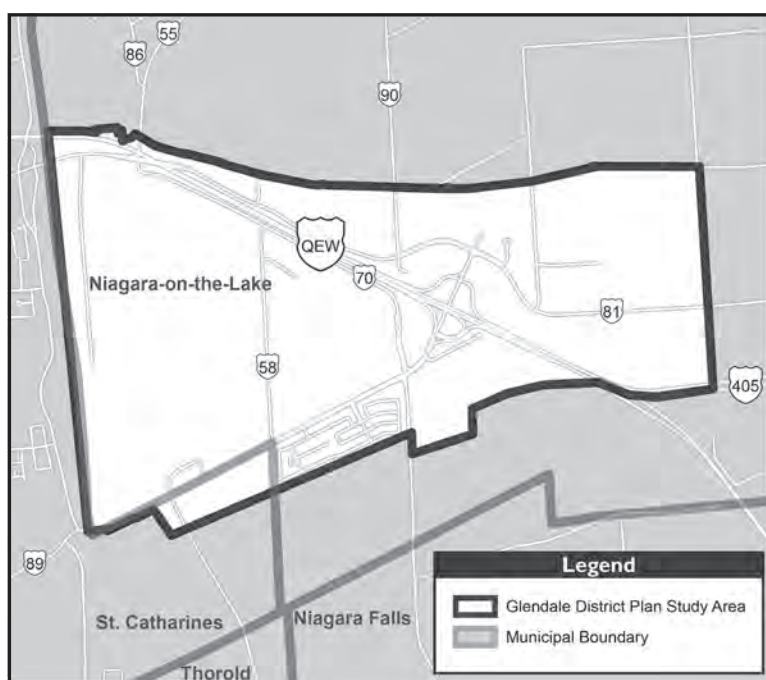 55
86
90
QEW
Niagara-on-the-Lake
70
81
58
405
89
St. Catharines
Niagara Falls
Thorold
Legend
Glendale District Plan Study Area
Municipal Boundary